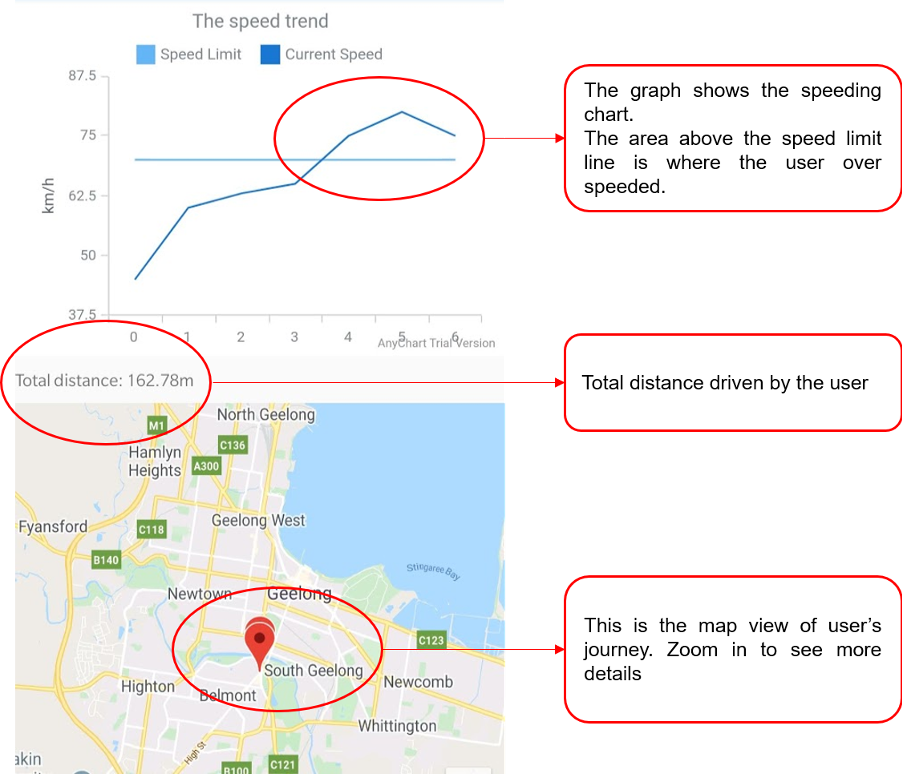 The speed trend
Speed Limit
Current Speed
87.5
75
62.5
50
37.5
km/h
0
1
2
3
4
5
6
AnyChart Trial Version
The graph shows the speeding
chart.
The area above the speed limit
line is where the user over
speeded.
Total distance: 162.78m
Total distance driven by the user
North Geelong
M1
C136
Hamlyn
Heights
A300
Fyansford
C118
Geelong West
B140
Stingaree Bay
Newtown
Geelong
C123
South Geelong
Highton
Belmont
Newcomb
Whittington
High St
akin
B100
C121
This is the map view of user’s
journey. Zoom in to see more
details